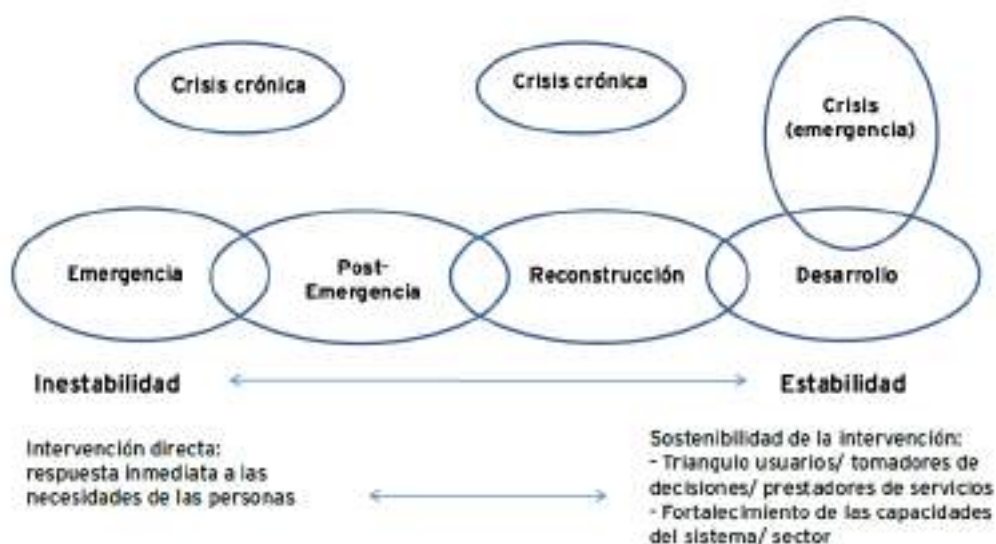 Crisis crónica
Crisis crónica
Crisis
(emergencia)
Emergencia
Post-
Emergencia
Reconstrucción
Desarrollo
Inestabilidad
Estabilidad
Intervención directa:
respuesta inmediata a las
necesidades de las personas
Sostenibilidad de la intervención:
- Triangulo usuarios/ tomadores de
decisiones/ prestadores de servicios
- Fortalecimiento de las capacidades
del sistema/ sector